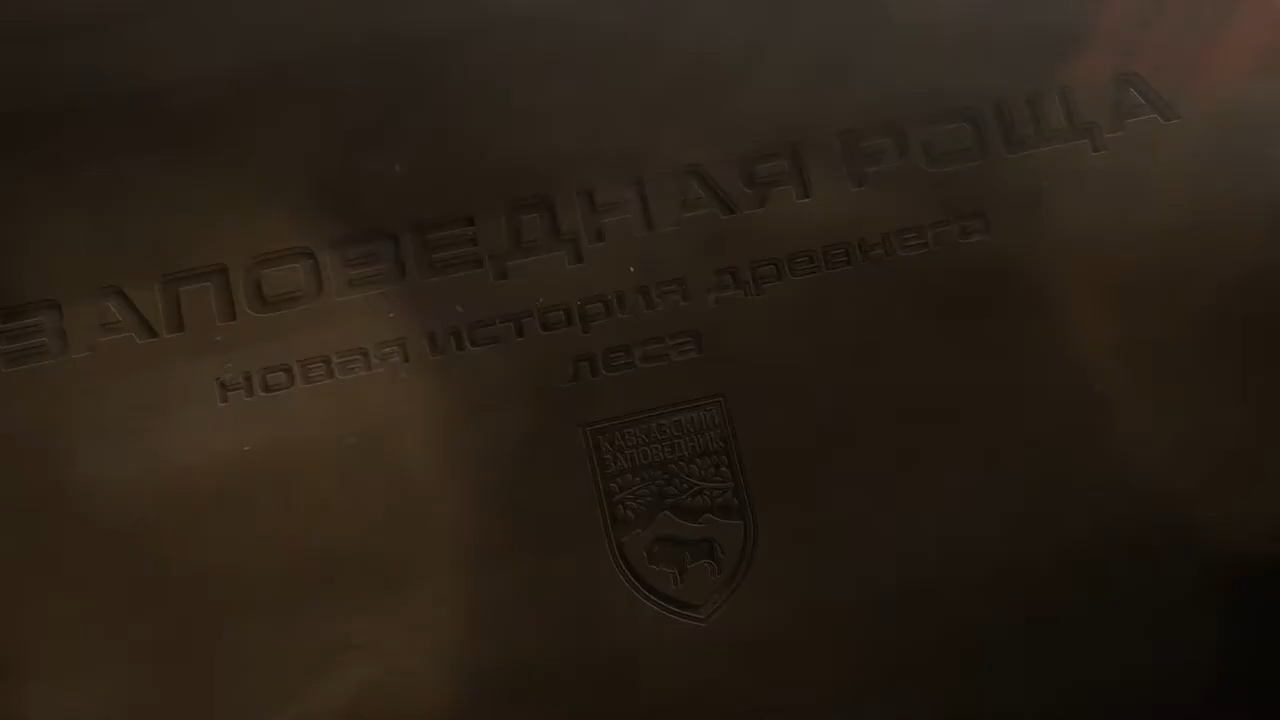 ЗАПОВЕДНАЯ РОЩА
новая история древнего
леса
КАВКАЗСКИЙ
ЗАПОВЕДНИК